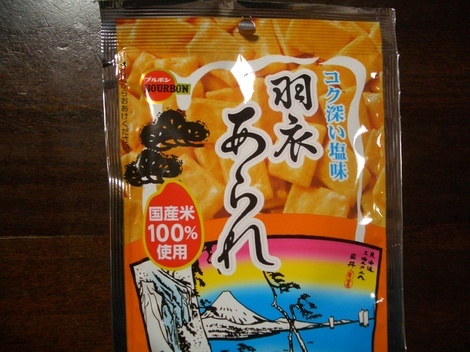 ブルボン
BOURBON
コク深い塩味
羽衣
あられ
国産米
100%
使用